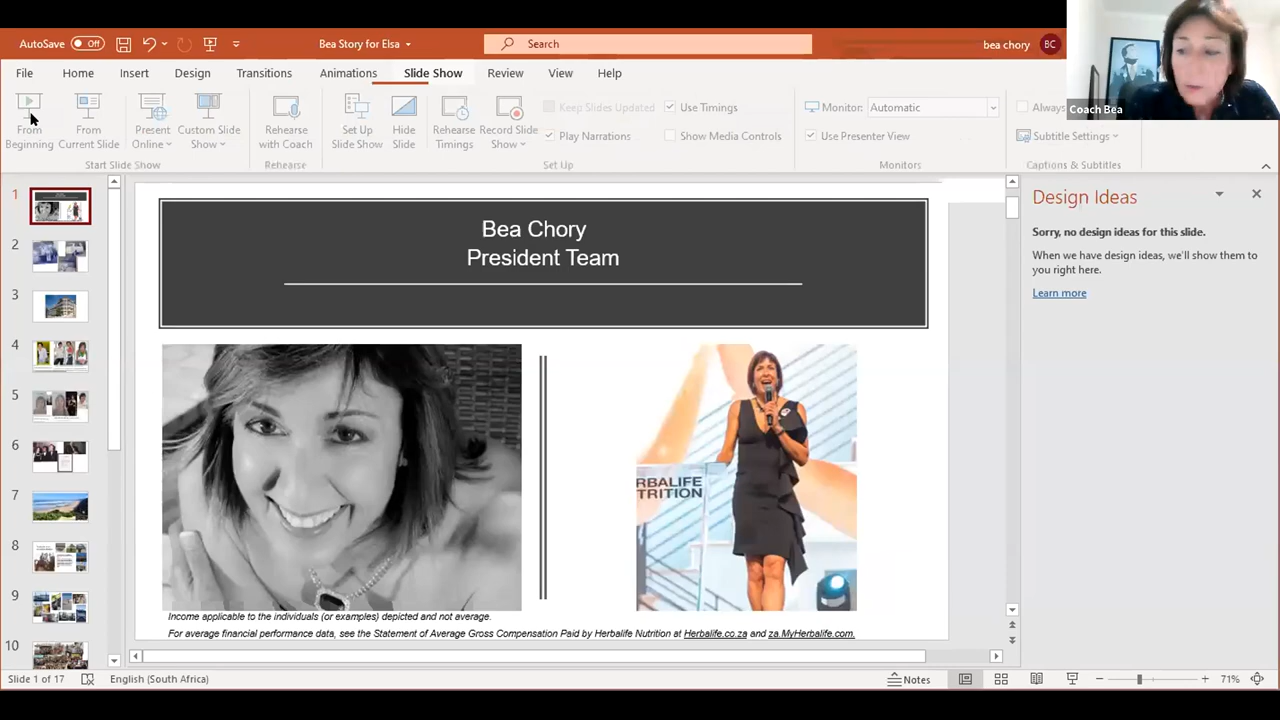 AutoSave Off
Bea Story for Elsa
Search
bea chory
BC
File Home Insert Design Transitions Animations Slide Show Review View Help
Coach Bea
From Beginning
From Current Slide
Present Online
Custom Slide Show
Start Slide Show
Rehearse with Coach
Rehearse
Set Up Slide Show
Hide Slide
Rehearse Timings
Record Slide Show
Keep Slides Updated
Use Timings
Play Narrations
Show Media Controls
Set Up
Monitor: Automatic
Use Presenter View
Monitors
Always
Subtitle Settings
Captions & Subtitles
1
2
3
4
5
6
7
8
9
10
Bea Chory
President Team
RBALIFE
TRITION
Income applicable to the individuals (or examples) depicted and not average.
For average financial performance data, see the Statement of Average Gross Compensation Paid by Herbalife Nutrition at Herbalife.co.za and za.MyHerbalife.com.
Design Ideas
Sorry, no design ideas for this slide.
When we have design ideas, we'll show them to
you right here.
Learn more
Slide 1 of 17
English (South Africa)
Notes
71%